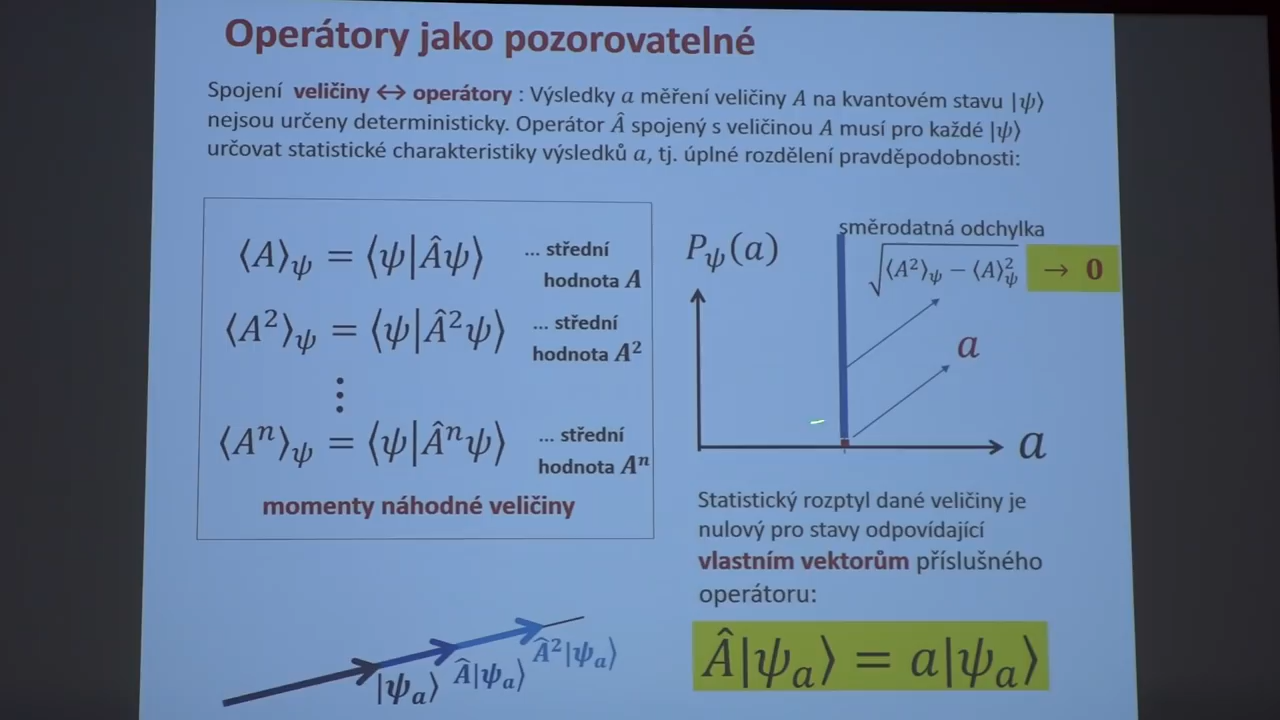 Operátory jako pozorovatelné
Spojení veličiny ↔ operátory : Výsledky a měření veličiny A na kvantovém stavu |ψ⟩
nejsou určeny deterministicky. Operátor Â spojený s veličinou A musí pro každé |ψ⟩
určovat statistické charakteristiky výsledků a, tj. úplné rozdělení pravděpodobnosti:
⟨A⟩ψ = ⟨ψ|Âψ⟩ ... střední
hodnota A
⟨A²⟩ψ = ⟨ψ|²ψ⟩ ... střední
hodnota A²
⋮
⟨Aⁿ⟩ψ = ⟨ψ|Âⁿψ⟩ ... střední
hodnota Aⁿ
momenty náhodné veličiny
směrodatná odchylka
Pψ(a)
√(⟨A²⟩ψ − ⟨A⟩²ψ) → 0
a
a
Statistický rozptyl dané veličiny je
nulový pro stavy odpovídající
vlastním vektorům příslušného
operátoru:
Â|ψₐ⟩ = a|ψₐ⟩
|ψₐ⟩ Â|ψₐ⟩ ²|ψₐ⟩